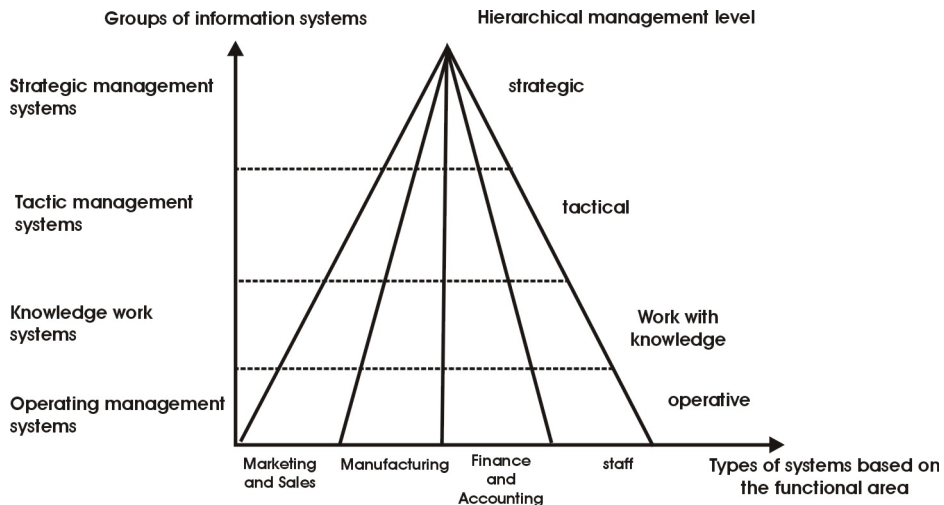 Groups of information systems
Hierarchical management level
Strategic management
systems
strategic
Tactic management
systems
tactical
Knowledge work
systems
Work with
knowledge
Operating management
systems
operative
Marketing
and Sales
Manufacturing
Finance
and
Accounting
staff
Types of systems based on
the functional area